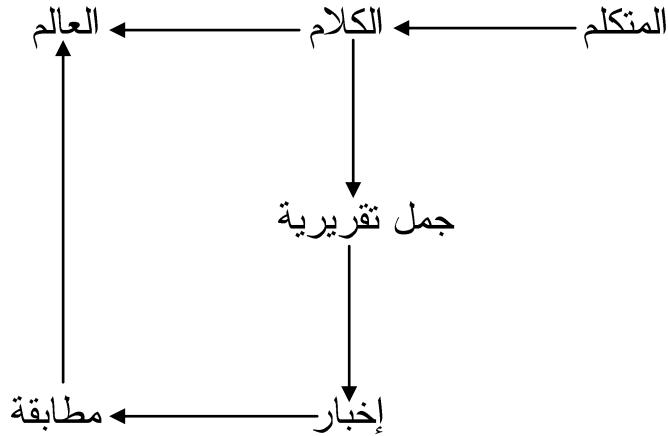 المتكلم الكلام العالم
جمل تقريرية
إخبار مطابقة